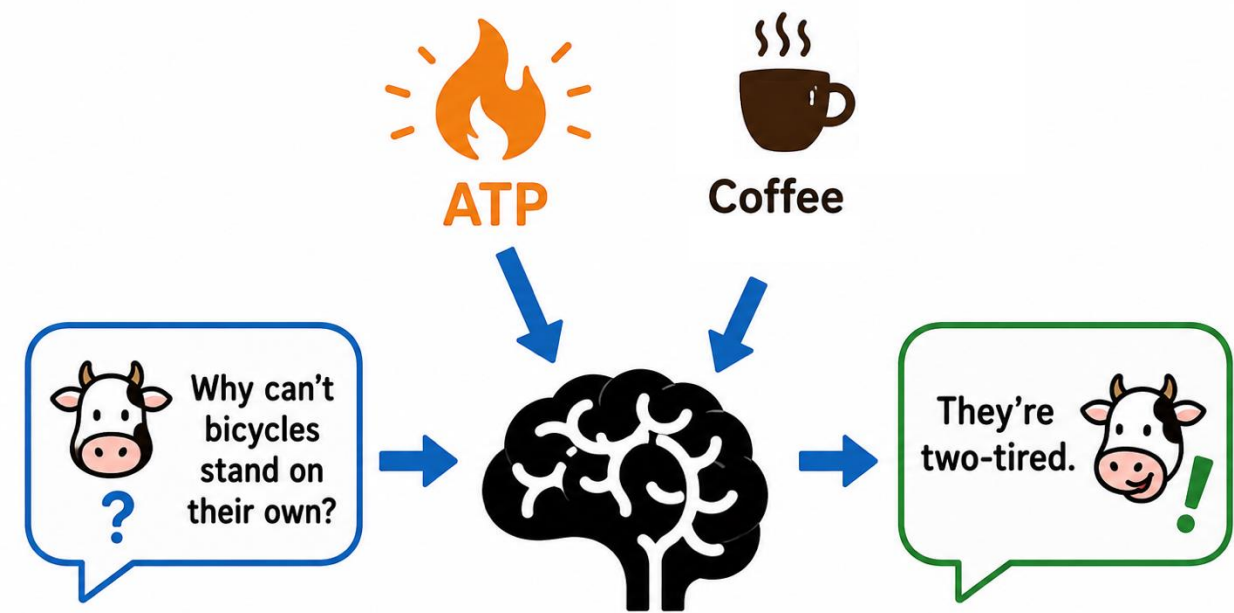 ATP
Coffee
Why can't
bicycles
stand on
their own?
?
They're
two-tired.
!